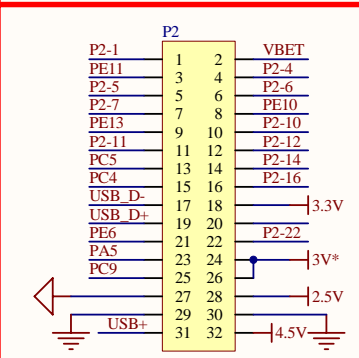 P2
P2-1 1 2 VBET
PE11 3 4 P2-4
P2-5 5 6 P2-6
P2-7 7 8 PE10
PE13 9 10 P2-10
P2-11 11 12 P2-12
PC5 13 14 P2-14
PC4 15 16 P2-16
USB_D- 17 18 3.3V
USB_D+ 19 20
PE6 21 22 P2-22
PA5 23 24 3V*
PC9 25 26
27 28 2.5V
29 30
USB+ 31 32 4.5V